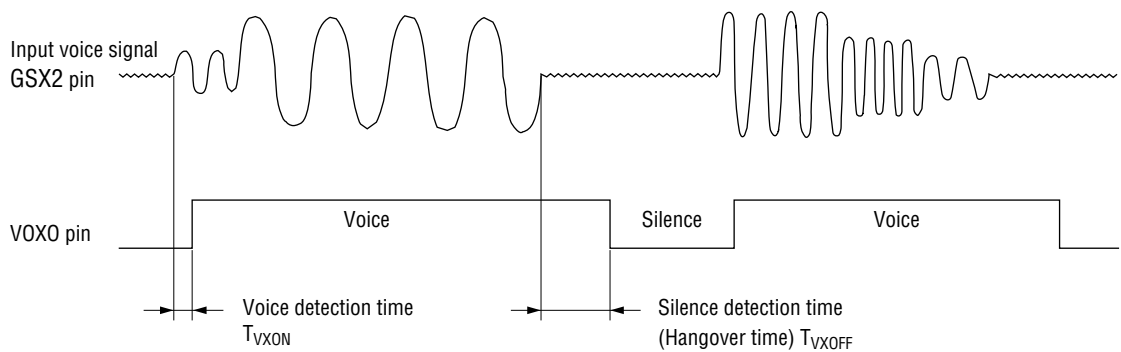 Input voice signal
GSX2 pin
VOXO pin
Voice
Silence
Voice
Voice detection time
TVXON
Silence detection time
(Hangover time) TVXOFF